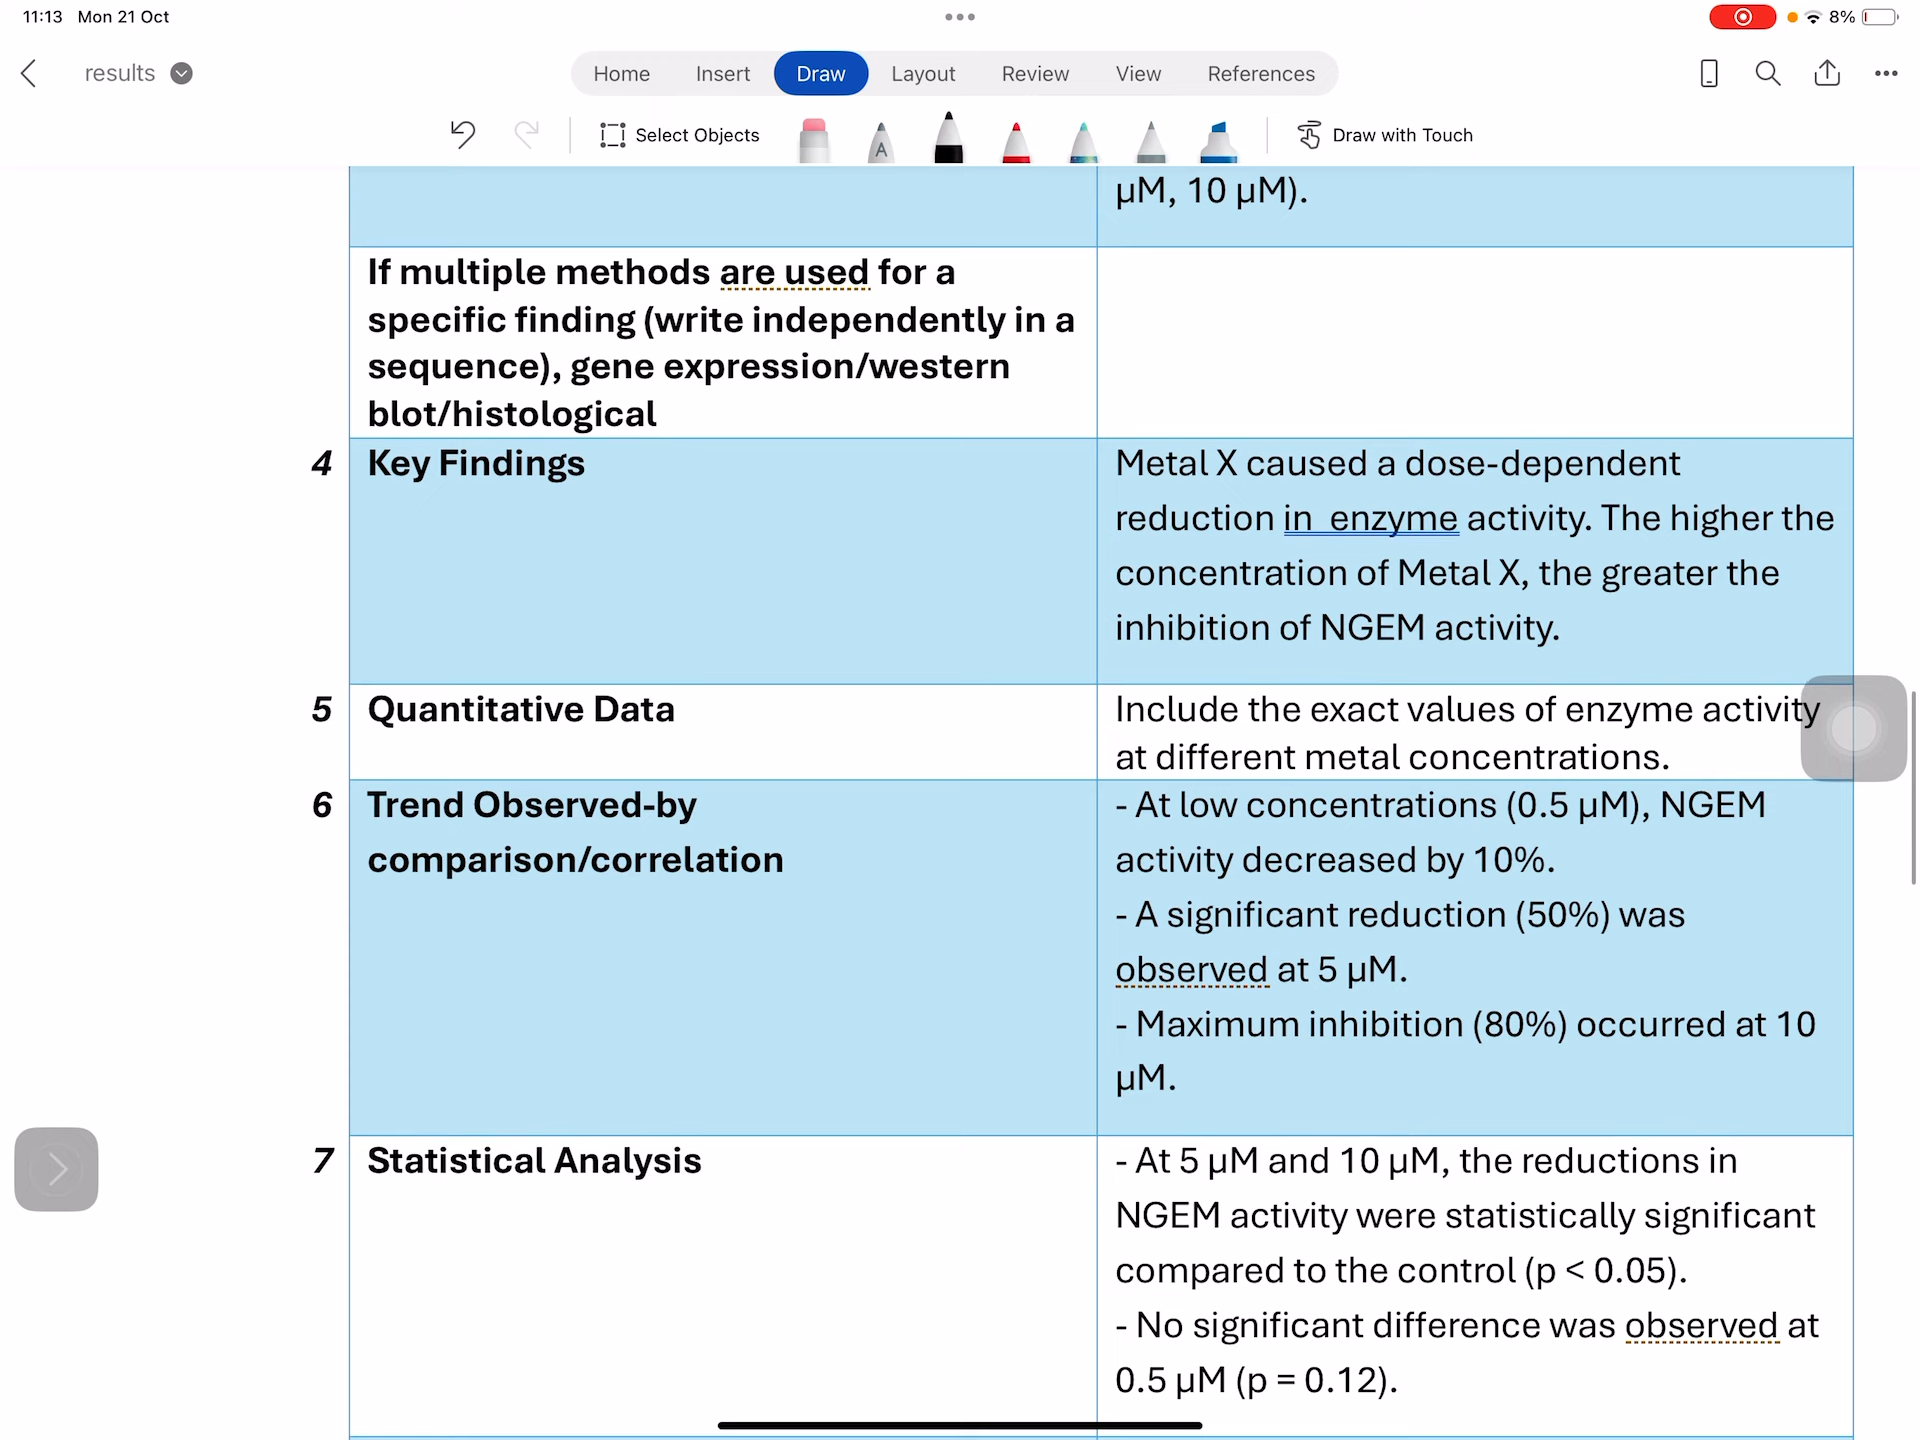 11:13 Mon 21 Oct
8%
results
Home Insert Draw Layout Review View References
Select Objects
A
Draw with Touch
µM, 10 µM).
If multiple methods are used for a
specific finding (write independently in a
sequence), gene expression/western
blot/histological
4 Key Findings
Metal X caused a dose-dependent
reduction in  enzyme activity. The higher the
concentration of Metal X, the greater the
inhibition of NGEM activity.
5 Quantitative Data
Include the exact values of enzyme activity
at different metal concentrations.
6 Trend Observed-by
comparison/correlation
- At low concentrations (0.5 µM), NGEM
activity decreased by 10%.
- A significant reduction (50%) was
observed at 5 µM.
- Maximum inhibition (80%) occurred at 10
µM.
7 Statistical Analysis
- At 5 µM and 10 µM, the reductions in
NGEM activity were statistically significant
compared to the control (p < 0.05).
- No significant difference was observed at
0.5 µM (p = 0.12).